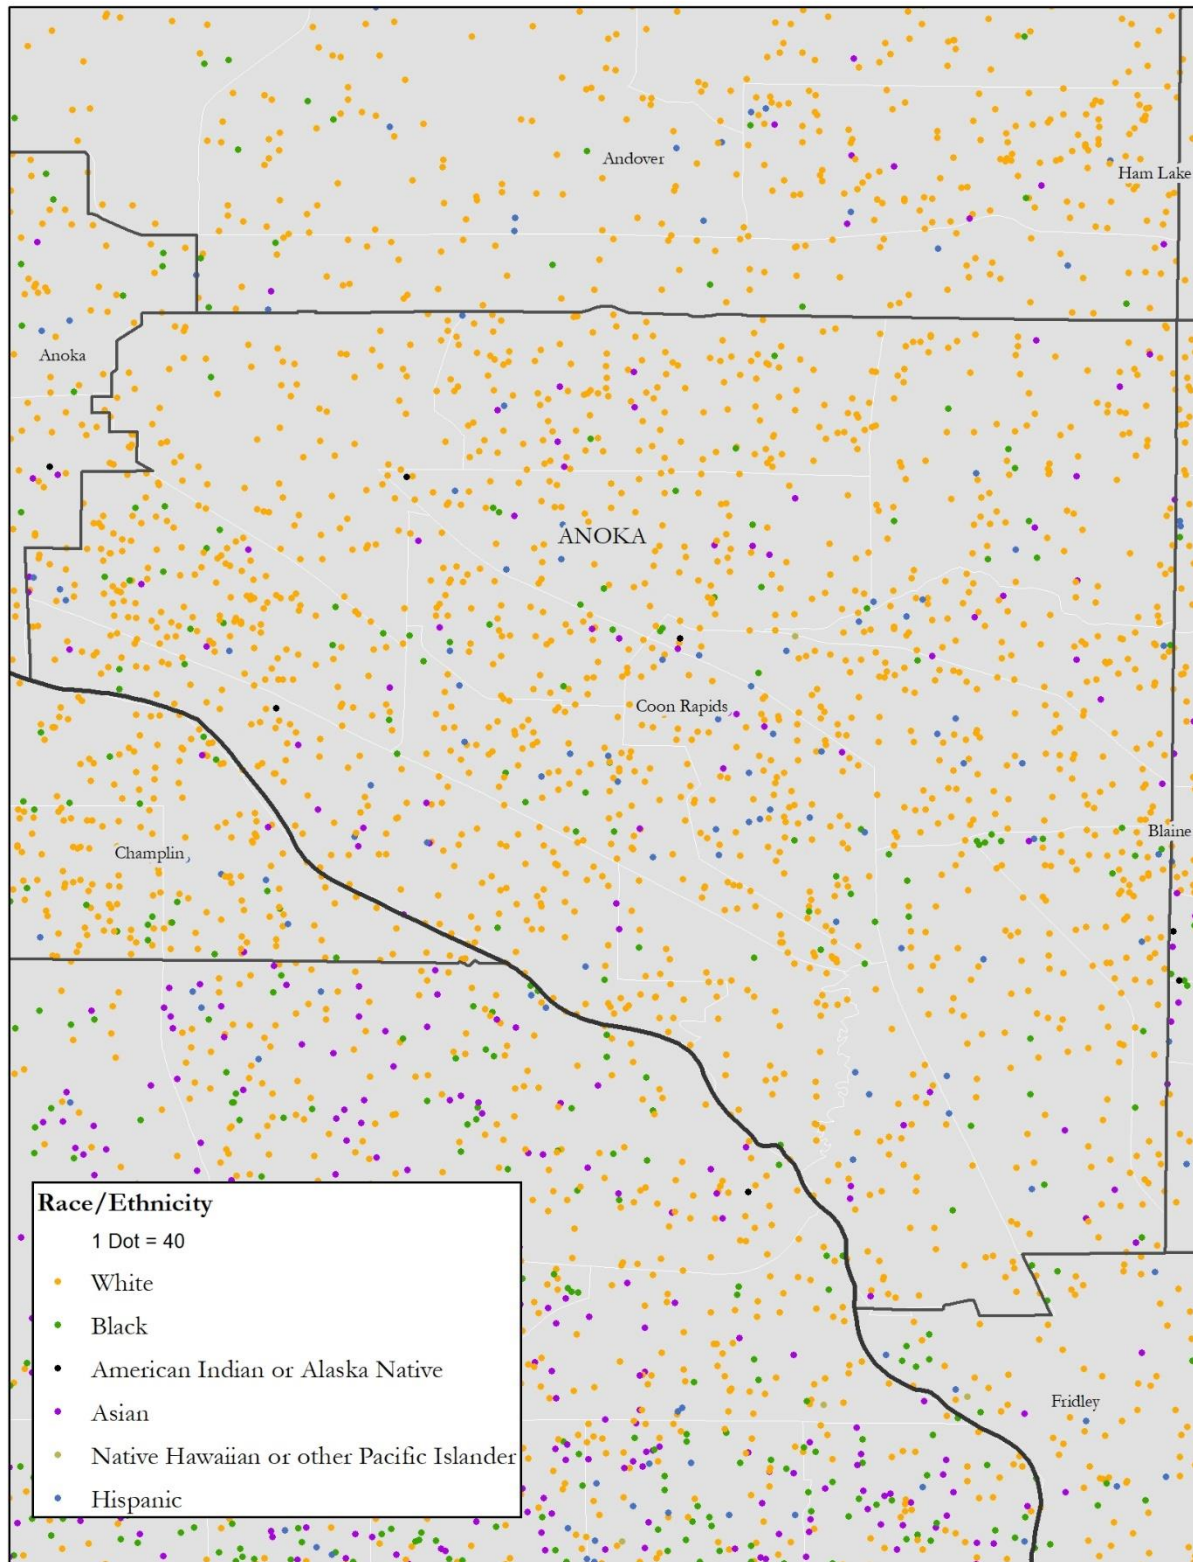 Andover
Ham Lake
Anoka
ANOKA
Coon Rapids
Blaine
Champlin
Race/Ethnicity
1 Dot = 40
White
Black
American Indian or Alaska Native
Asian
Native Hawaiian or other Pacific Islander
Hispanic
Fridley